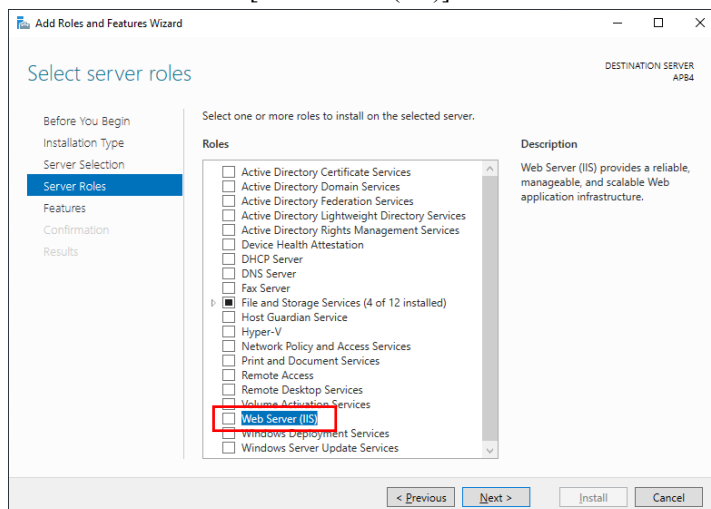 Add Roles and Features Wizard
Select server roles
DESTINATION SERVER
APB4
Before You Begin
Installation Type
Server Selection
Server Roles
Features
Confirmation
Results
Select one or more roles to install on the selected server.
Roles
Active Directory Certificate Services
Active Directory Domain Services
Active Directory Federation Services
Active Directory Lightweight Directory Services
Active Directory Rights Management Services
Device Health Attestation
DHCP Server
DNS Server
Fax Server
File and Storage Services (4 of 12 installed)
Host Guardian Service
Hyper-V
Network Policy and Access Services
Print and Document Services
Remote Access
Remote Desktop Services
Volume Activation Services
Web Server (IIS)
Windows Deployment Services
Windows Server Update Services
Description
Web Server (IIS) provides a reliable,
manageable, and scalable Web
application infrastructure.
< Previous
Next >
Install
Cancel